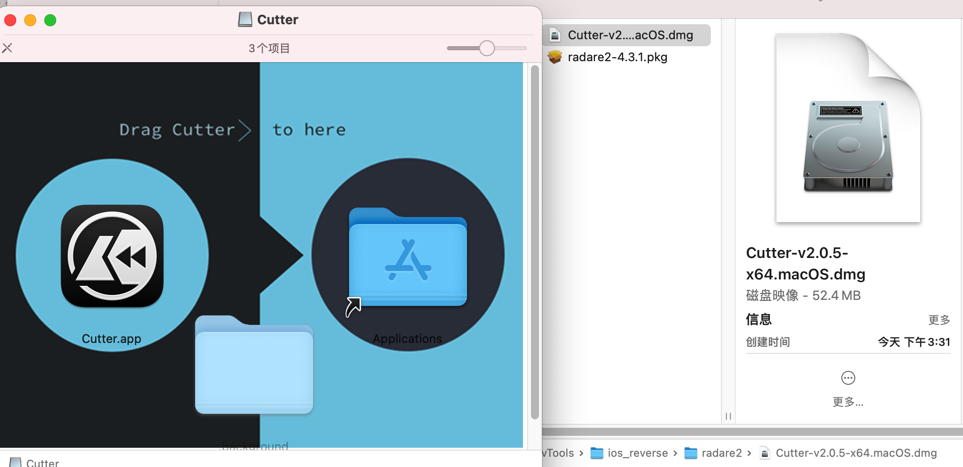 Cutter
3个项目
Drag Cutter to here
Cutter.app
Applications
background
Cutter
Cutter-v2....acOS.dmg
radare2-4.3.1.pkg
Cutter-v2.0.5-
x64.macOS.dmg
磁盘映像 - 52.4 MB
信息 更多
创建时间 今天 下午3:31
更多...
vTools › ios_reverse › radare2 › Cutter-v2.0.5-x64.macOS.dmg